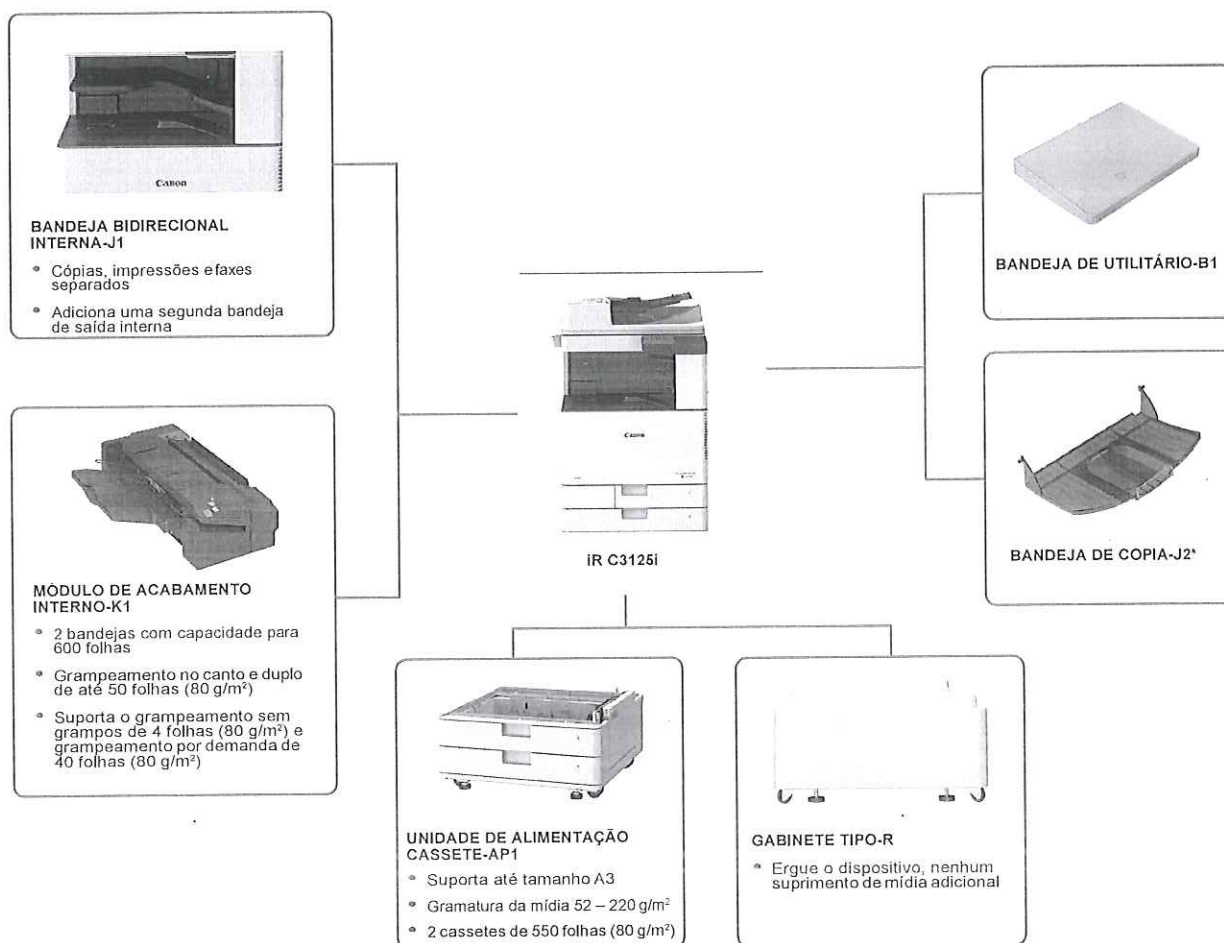 Canon
BANDEJA BIDIRECIONAL
INTERNA-J1
• Cópias, impressões e faxes
separados
• Adiciona uma segunda bandeja
de saída interna
MÓDULO DE ACABAMENTO
INTERNO-K1
• 2 bandejas com capacidade para
600 folhas
• Grampeamento no canto e duplo
de até 50 folhas (80 g/m²)
• Suporta o grampeamento sem
grampos de 4 folhas (80 g/m²) e
grampeamento por demanda de
40 folhas (80 g/m²)
Canon
iR C3125i
BANDEJA DE UTILITÁRIO-B1
BANDEJA DE COPIA-J2*
UNIDADE DE ALIMENTAÇÃO
CASSETE-AP1
• Suporta até tamanho A3
• Gramatura da mídia 52 – 220 g/m²
• 2 cassetes de 550 folhas (80 g/m²)
GABINETE TIPO-R
• Ergue o dispositivo, nenhum
suprimento de mídia adicional